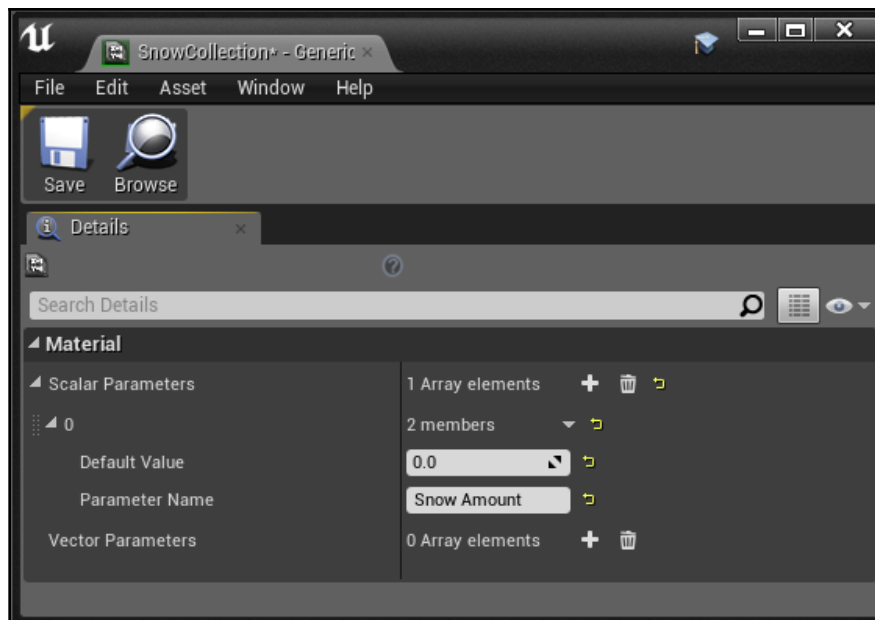 SnowCollection* - Generic
File Edit Asset Window Help
Save Browse
Details
Search Details
Material
Scalar Parameters 1 Array elements
0 2 members
Default Value 0.0
Parameter Name Snow Amount
Vector Parameters 0 Array elements